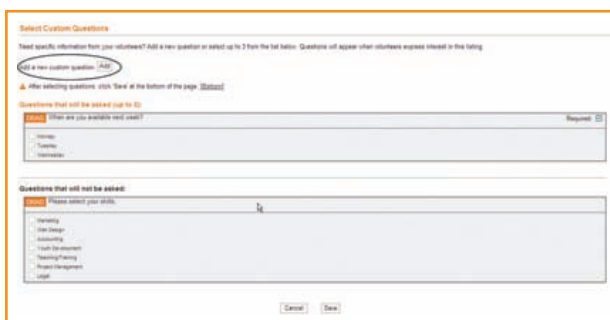 Select Custom Questions
Need specific information from your volunteers? Add a new question or select up to 3 from the list below. Questions will appear when volunteers express interest in this listing.
Add a new custom question: Add
After selecting questions, click 'Save' at the bottom of the page. [Bottom]
Questions that will be asked (up to 3):
DRAG When are you available next week? Required:
Monday
Tuesday
Wednesday
Questions that will not be asked:
DRAG Please select your skills.
Marketing
Web Design
Accounting
Youth Development
Teaching/Training
Project Management
Legal
Cancel Save